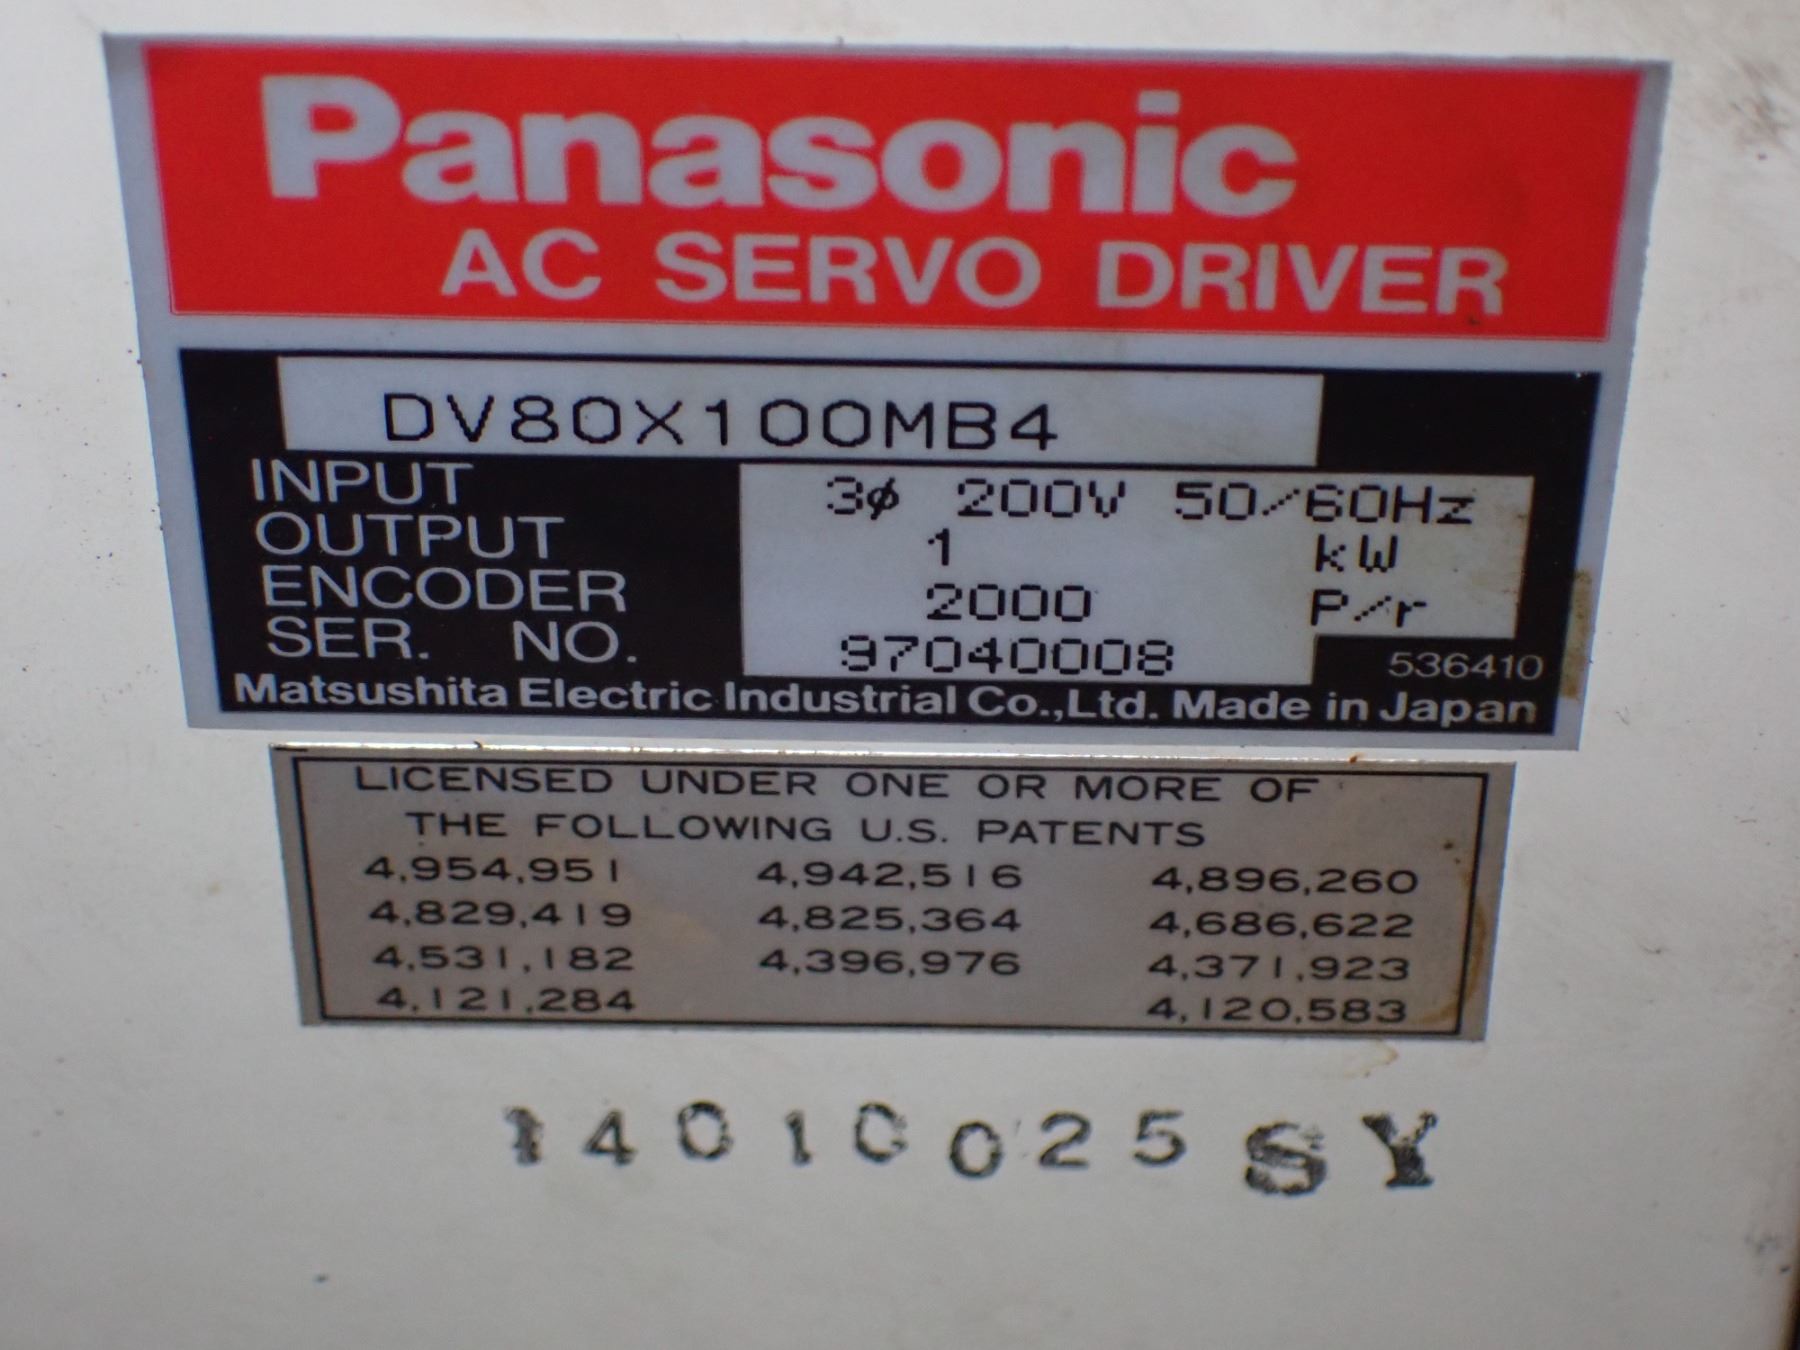 Panasonic
AC SERVO DRIVER
DV80X100MB4
INPUT 3ø 200V 50/60Hz
OUTPUT 1 kW
ENCODER 2000 P/r
SER. NO. 97040008 536410
Matsushita Electric Industrial Co.,Ltd. Made in Japan
LICENSED UNDER ONE OR MORE OF
THE FOLLOWING U.S. PATENTS
4,954,951 4,942,516 4,896,260
4,829,419 4,825,364 4,686,622
4,531,182 4,396,976 4,371,923
4,121,284 4,120,583
14010025SY